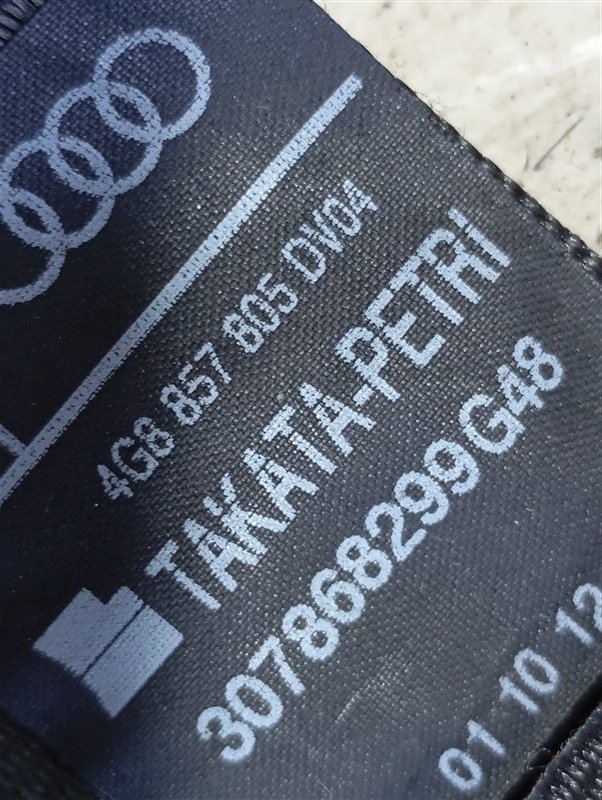 4G8 857 805 DV04
TAKATA-PETRI
307868299G48
01 10 12